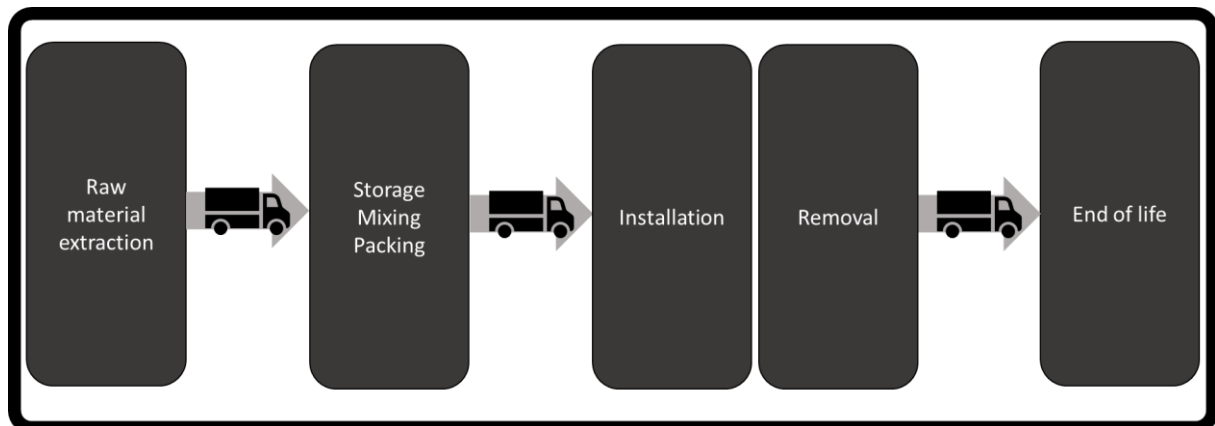 Raw
material
extraction
Storage
Mixing
Packing
Installation
Removal
End of life